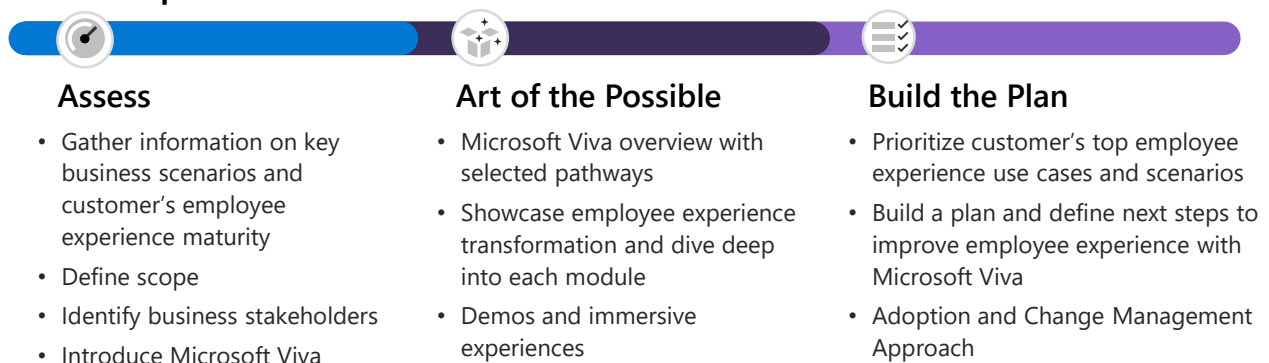 Assess
• Gather information on key
business scenarios and
customer's employee
experience maturity
• Define scope
• Identify business stakeholders
• Introduce Microsoft Viva
Art of the Possible
• Microsoft Viva overview with
selected pathways
• Showcase employee experience
transformation and dive deep
into each module
• Demos and immersive
experiences
Build the Plan
• Prioritize customer's top employee
experience use cases and scenarios
• Build a plan and define next steps to
improve employee experience with
Microsoft Viva
• Adoption and Change Management
Approach